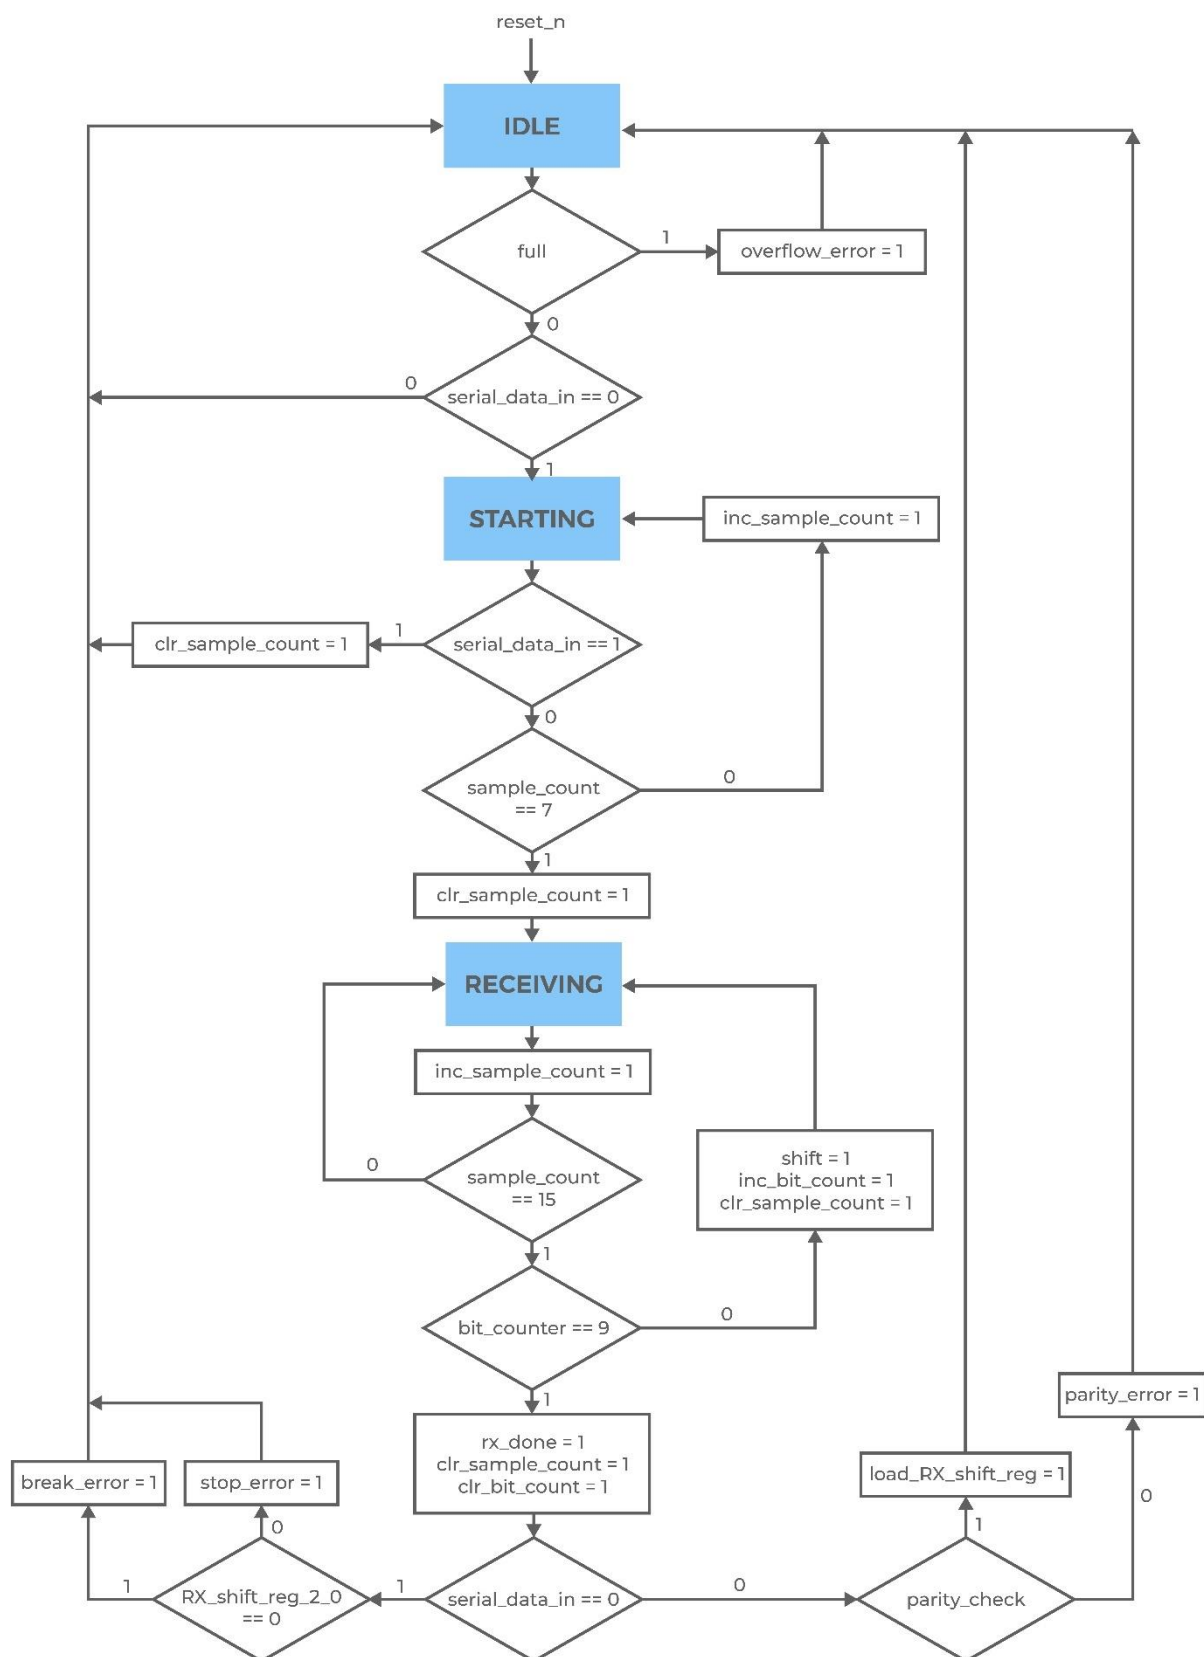 reset_n
IDLE
full
1
overflow_error = 1
0
0
serial_data_in == 0
1
STARTING
inc_sample_count = 1
clr_sample_count = 1
1
serial_data_in == 1
0
sample_count
== 7
0
1
clr_sample_count = 1
RECEIVING
inc_sample_count = 1
0
sample_count
== 15
shift = 1
inc_bit_count = 1
clr_sample_count = 1
1
bit_counter == 9
0
1
parity_error = 1
rx_done = 1
clr_sample_count = 1
clr_bit_count = 1
break_error = 1
stop_error = 1
load_RX_shift_reg = 1
0
0
1
1
RX_shift_reg_2_0
== 0
1
serial_data_in == 0
0
parity_check